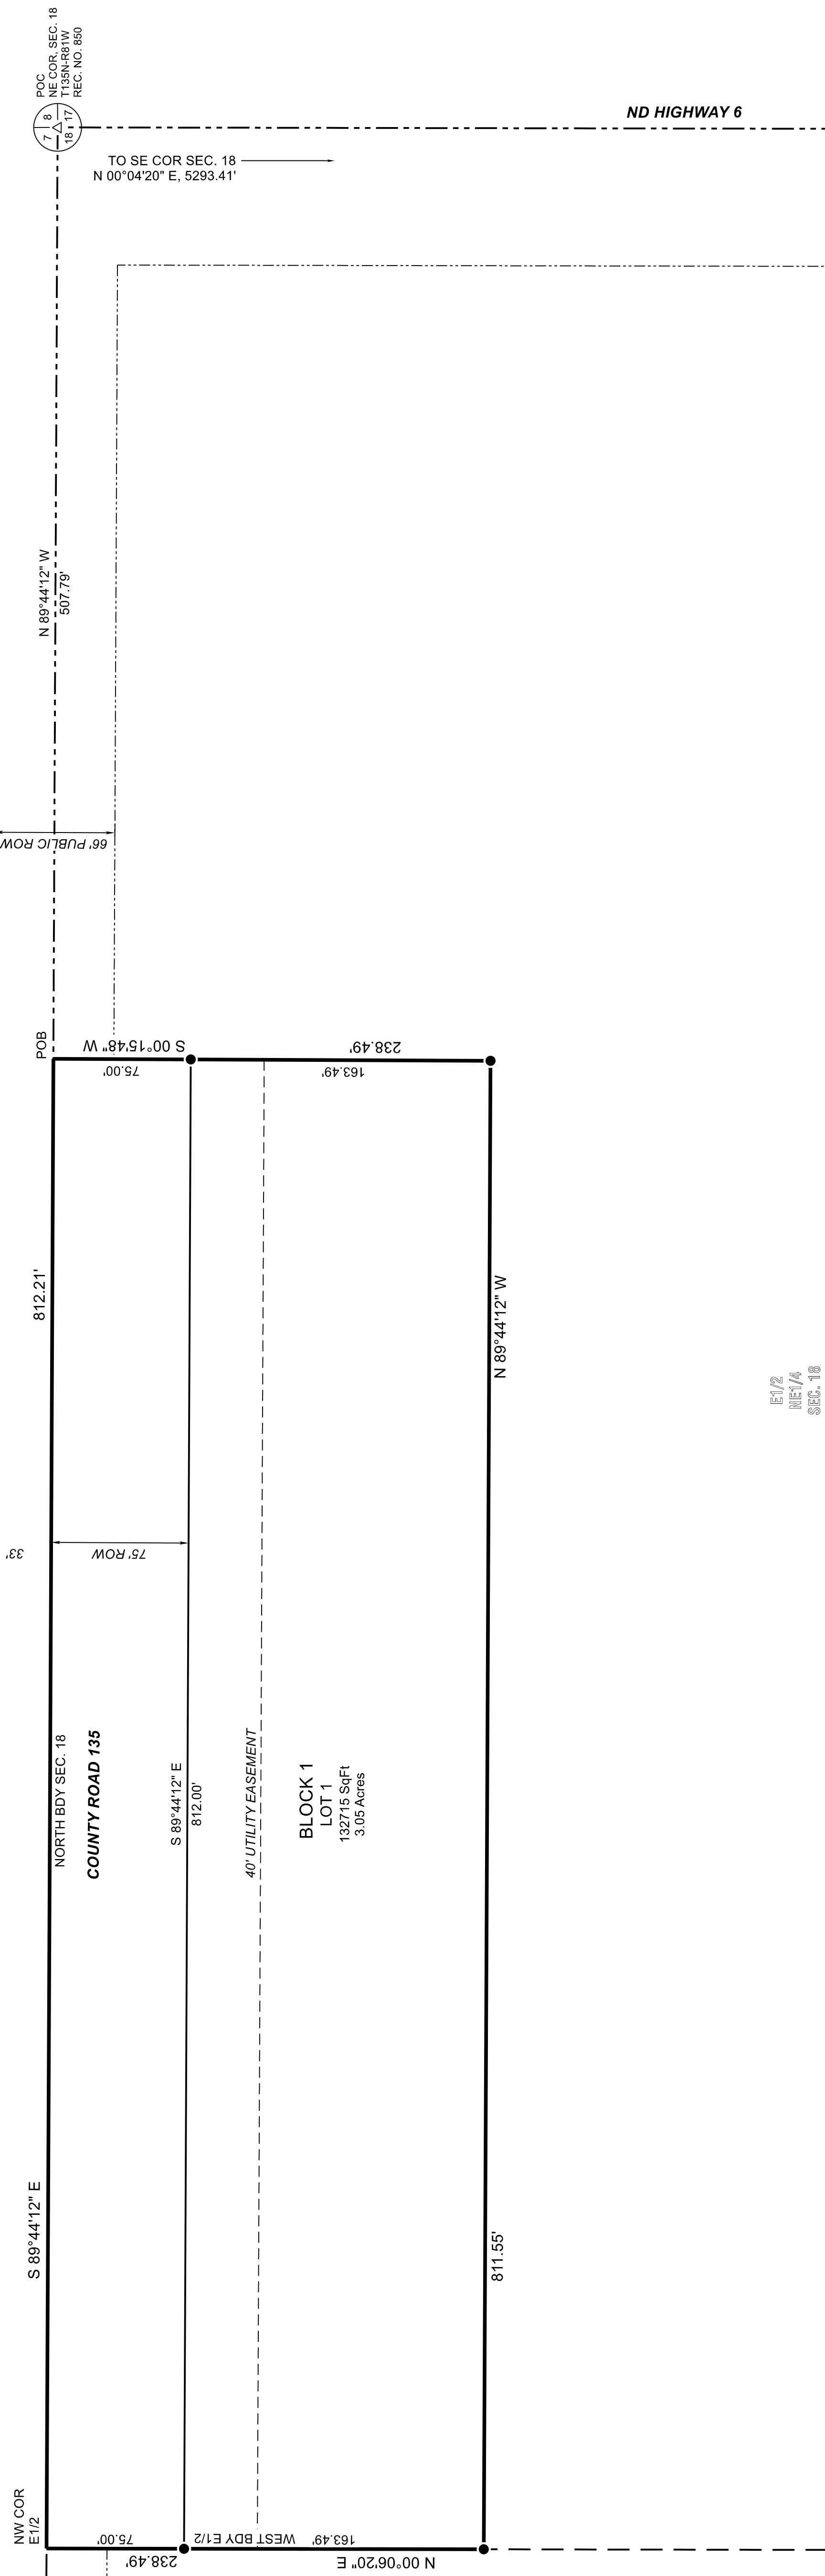 POC
NE COR, SEC. 18
T135N-R81W
REC. NO. 850
7 8
18 17
ND HIGHWAY 6
TO SE COR SEC. 18
N 00°04'20" E, 5293.41'
N 89°44'12" W
507.79'
66' PUBLIC ROW
POB
S 00°15'48" W
238.49'
75.00'
163.49'
812.21'
N 89°44'12" W
E1/2
NE1/4
SEC. 18
33'
75' ROW
NORTH BDY SEC. 18
COUNTY ROAD 135
S 89°44'12" E
812.00'
40' UTILITY EASEMENT
BLOCK 1
LOT 1
132715 SqFt
3.05 Acres
S 89°44'12" E
811.55'
NW COR
E1/2
75.00'
WEST BDY E1/2
163.49'
238.49'
N 00°06'20" E